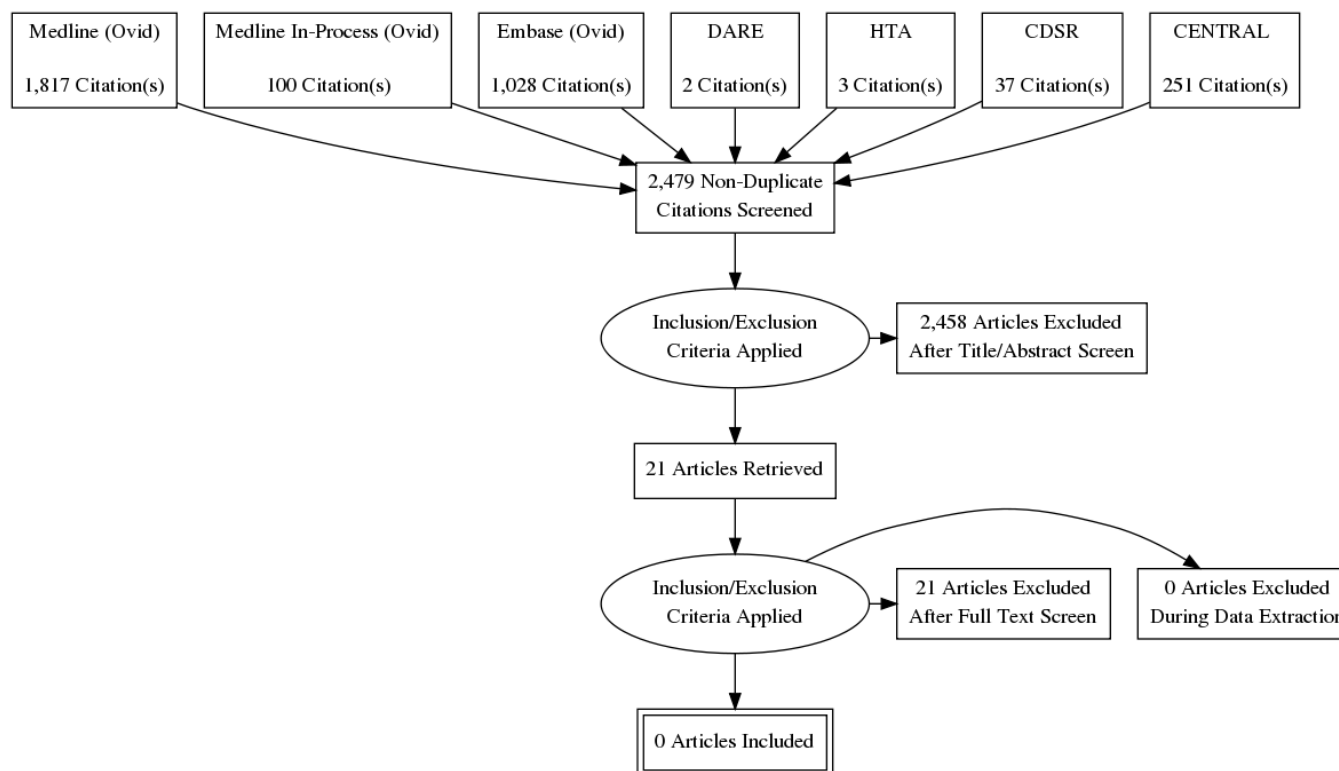 Medline (Ovid)
1,817 Citation(s)
Medline In-Process (Ovid)
100 Citation(s)
Embase (Ovid)
1,028 Citation(s)
DARE
2 Citation(s)
HTA
3 Citation(s)
CDSR
37 Citation(s)
CENTRAL
251 Citation(s)
2,479 Non-Duplicate
Citations Screened
Inclusion/Exclusion
Criteria Applied
2,458 Articles Excluded
After Title/Abstract Screen
21 Articles Retrieved
Inclusion/Exclusion
Criteria Applied
21 Articles Excluded
After Full Text Screen
0 Articles Excluded
During Data Extraction
0 Articles Included